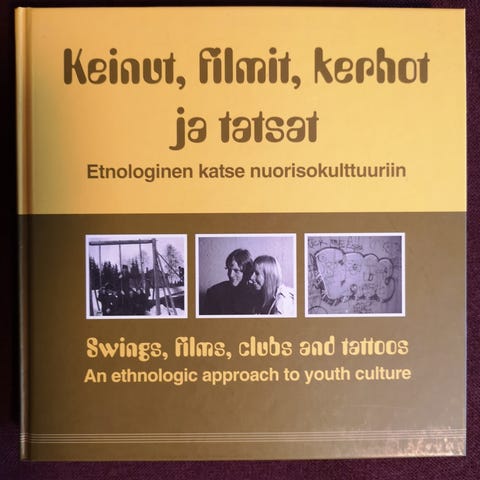 Keinut, filmit, kerhot
ja tatsat
Etnologinen katse nuorisokulttuuriin
Swings, films, clubs and tattoos
An ethnologic approach to youth culture